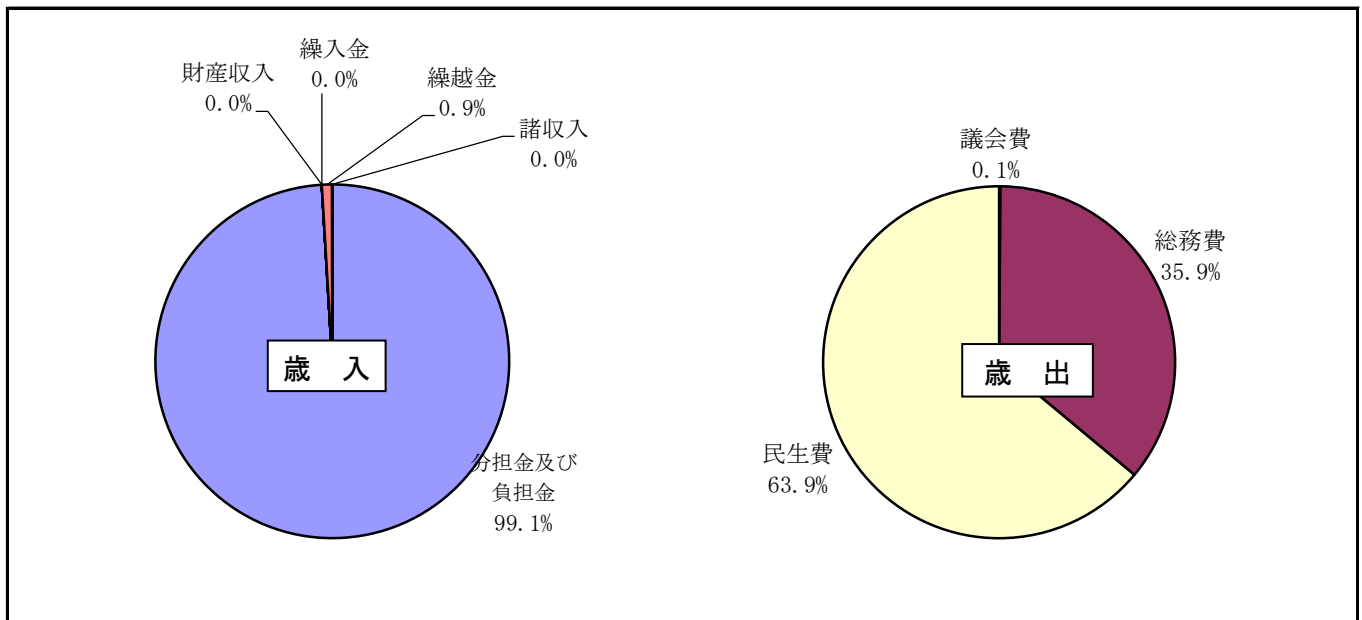 繰入金
0.0%
財産収入
0.0%
繰越金
0.9%
諸収入
0.0%
歳 入
分担金及び
負担金
99.1%
議会費
0.1%
総務費
35.9%
歳 出
民生費
63.9%